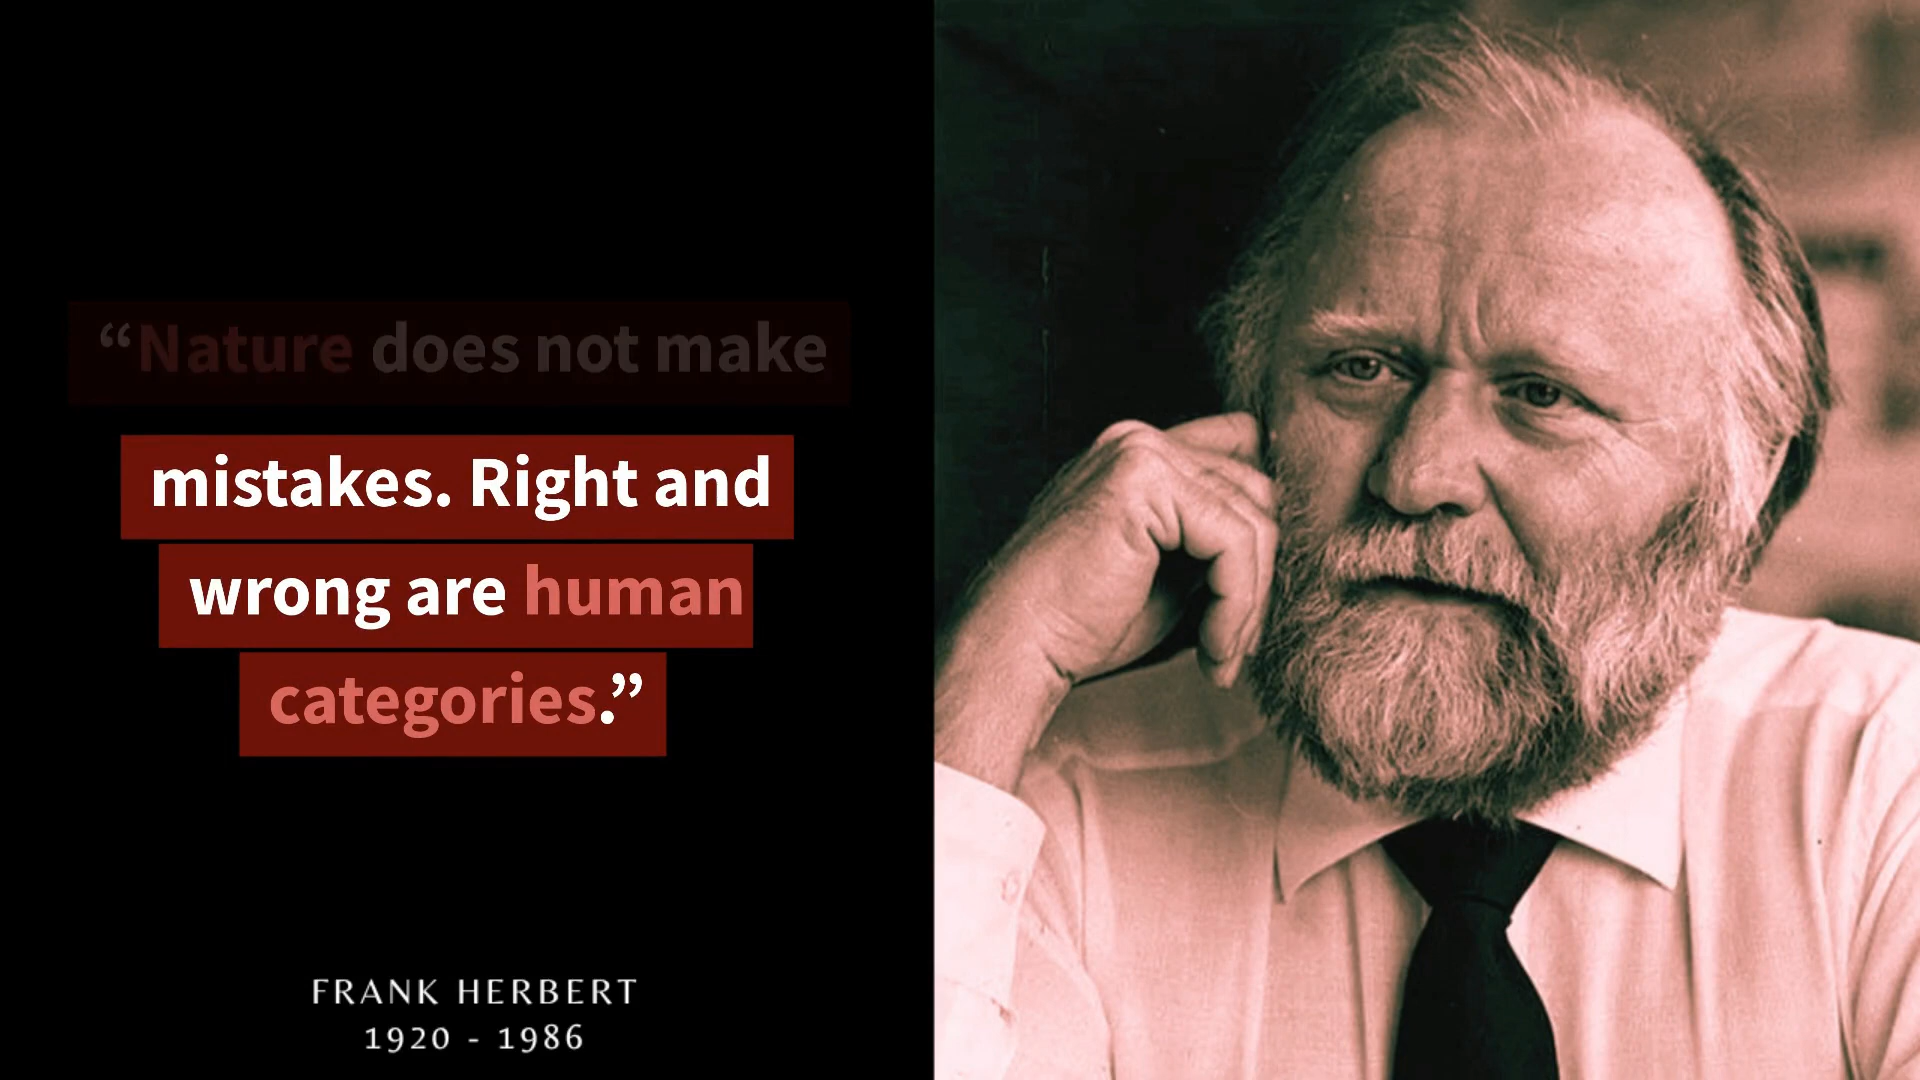 “Nature does not make
mistakes. Right and
wrong are human
categories.”
FRANK HERBERT
1920 - 1986